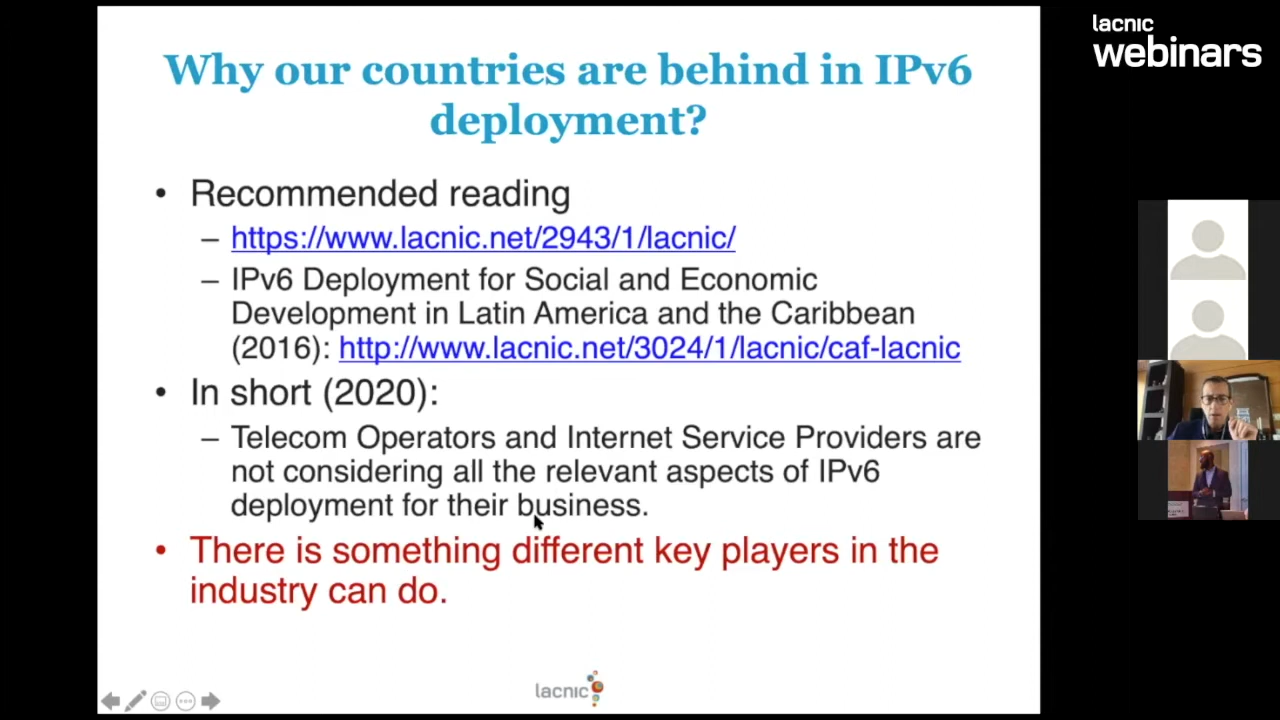 lacnic
webinars
Why our countries are behind in IPv6
deployment?
• Recommended reading
– https://www.lacnic.net/2943/1/lacnic/
– IPv6 Deployment for Social and Economic
Development in Latin America and the Caribbean
(2016): http://www.lacnic.net/3024/1/lacnic/caf-lacnic
• In short (2020):
– Telecom Operators and Internet Service Providers are
not considering all the relevant aspects of IPv6
deployment for their business.
• There is something different key players in the
industry can do.
lacnic